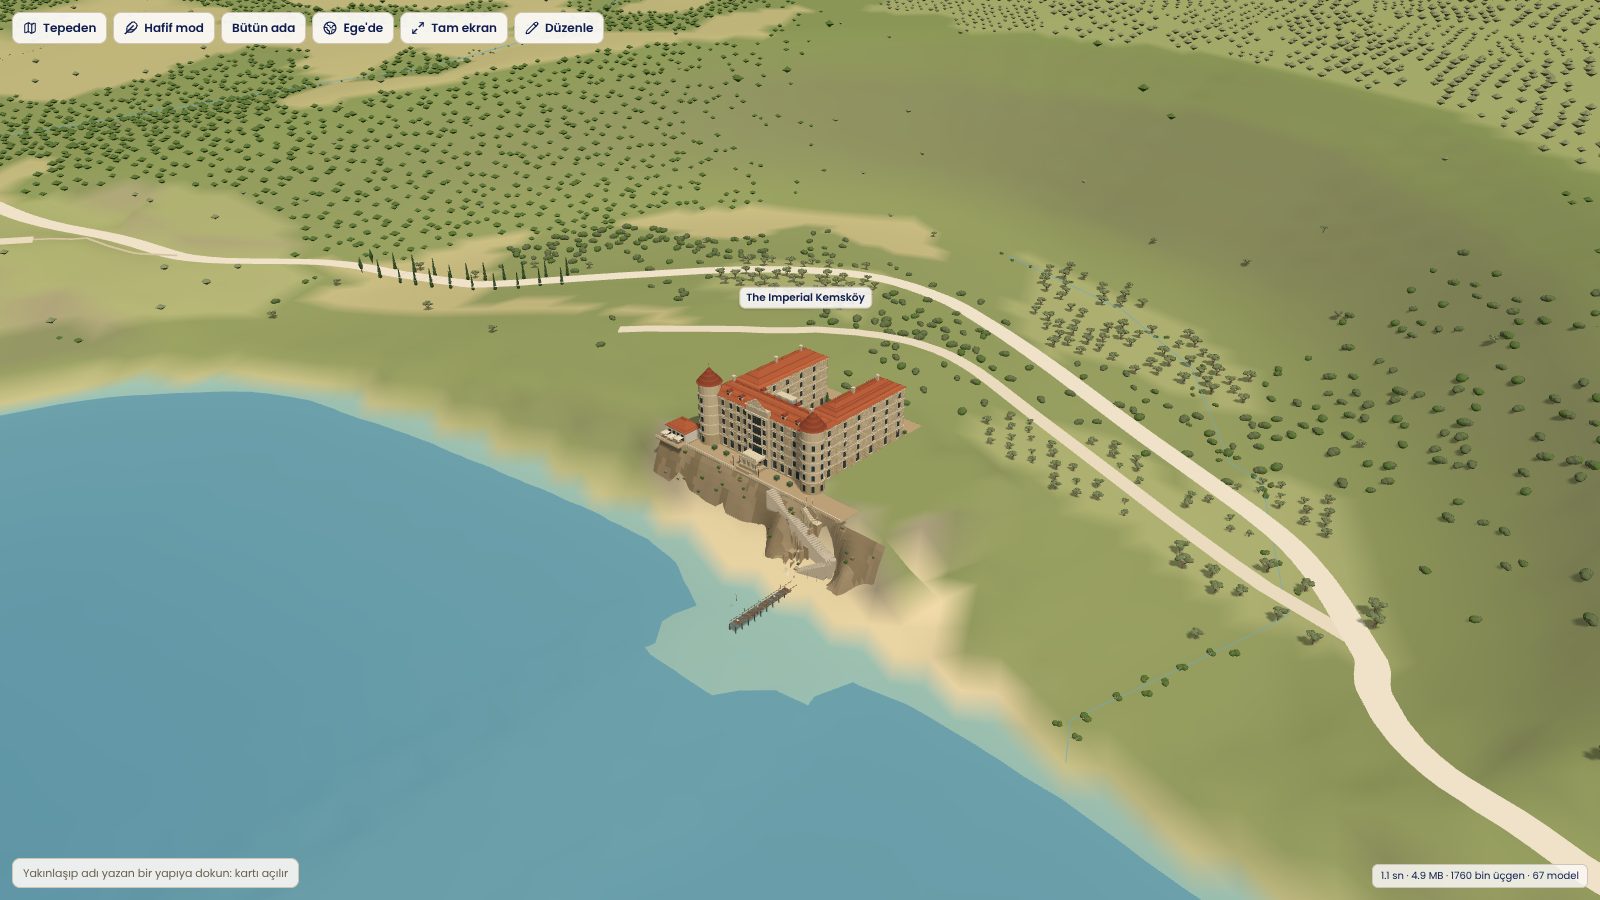 Tepeden
Hafif mod
Bütün ada
Ege'de
Tam ekran
Düzenle
The Imperial Kemsköy
Yakınlaşıp adı yazan bir yapıya dokun: kartı açılır
1.1 sn · 4.9 MB · 1760 bin üçgen · 67 model